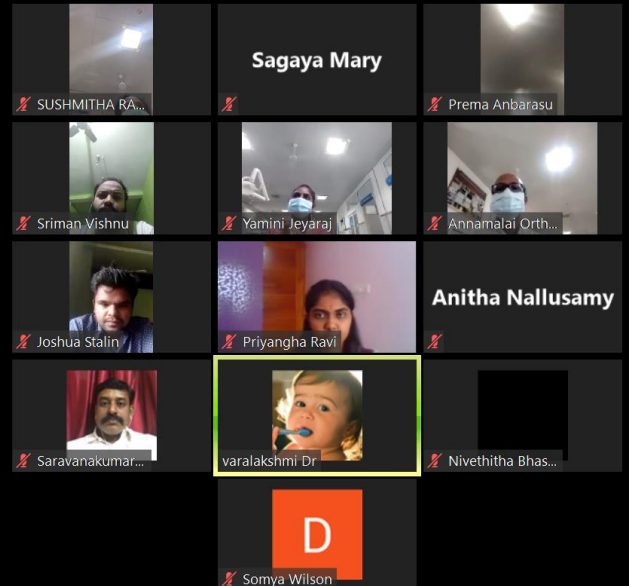 Sagaya Mary
SUSHMITHA RA...
Prema Anbarasu
Sriman Vishnu
Yamini Jeyaraj
Annamalai Orth...
Joshua Stalin
Priyangha Ravi
Anitha Nallusamy
Saravanakumar...
varalakshmi Dr
Nivethitha Bhas...
D
Somya Wilson